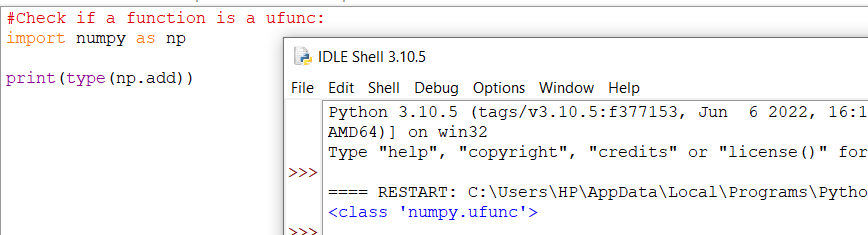 #Check if a function is a ufunc:
import numpy as np
print(type(np.add))
IDLE Shell 3.10.5
File Edit Shell Debug Options Window Help
Python 3.10.5 (tags/v3.10.5:f377153, Jun  6 2022, 16:1
AMD64)] on win32
Type "help", "copyright", "credits" or "license()" for
>>>
==== RESTART: C:\Users\HP\AppData\Local\Programs\Pytho
<class 'numpy.ufunc'>
>>>